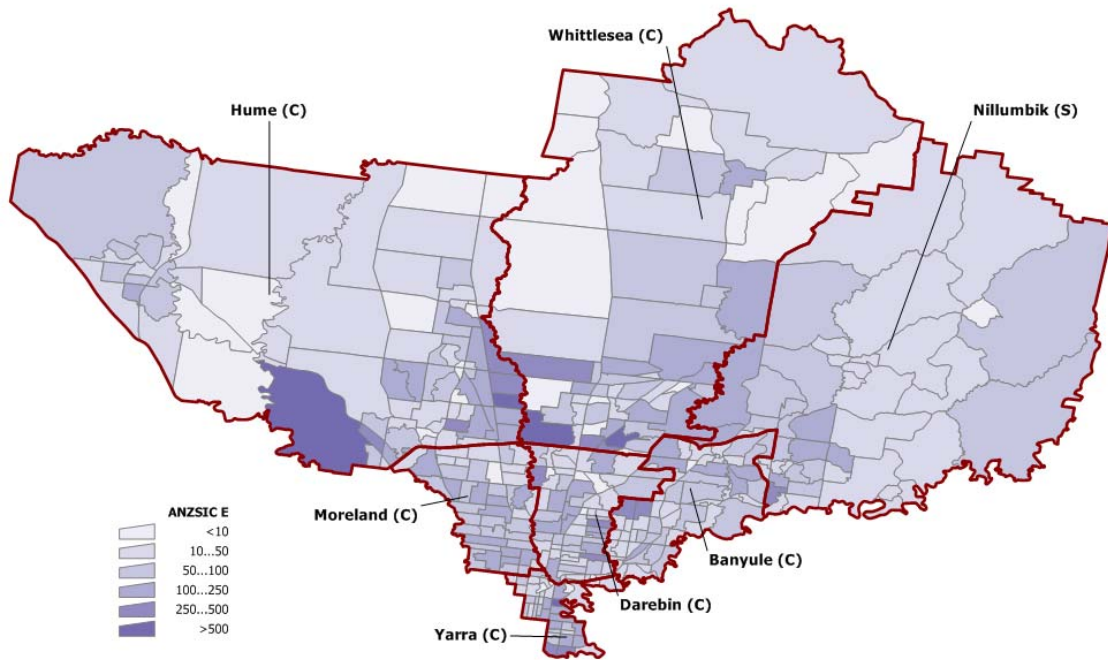 Whittlesea (C)
Hume (C)
Nillumbik (S)
Moreland (C)
Banyule (C)
Darebin (C)
Yarra (C)
ANZSIC E
<10
10...50
50...100
100...250
250...500
>500